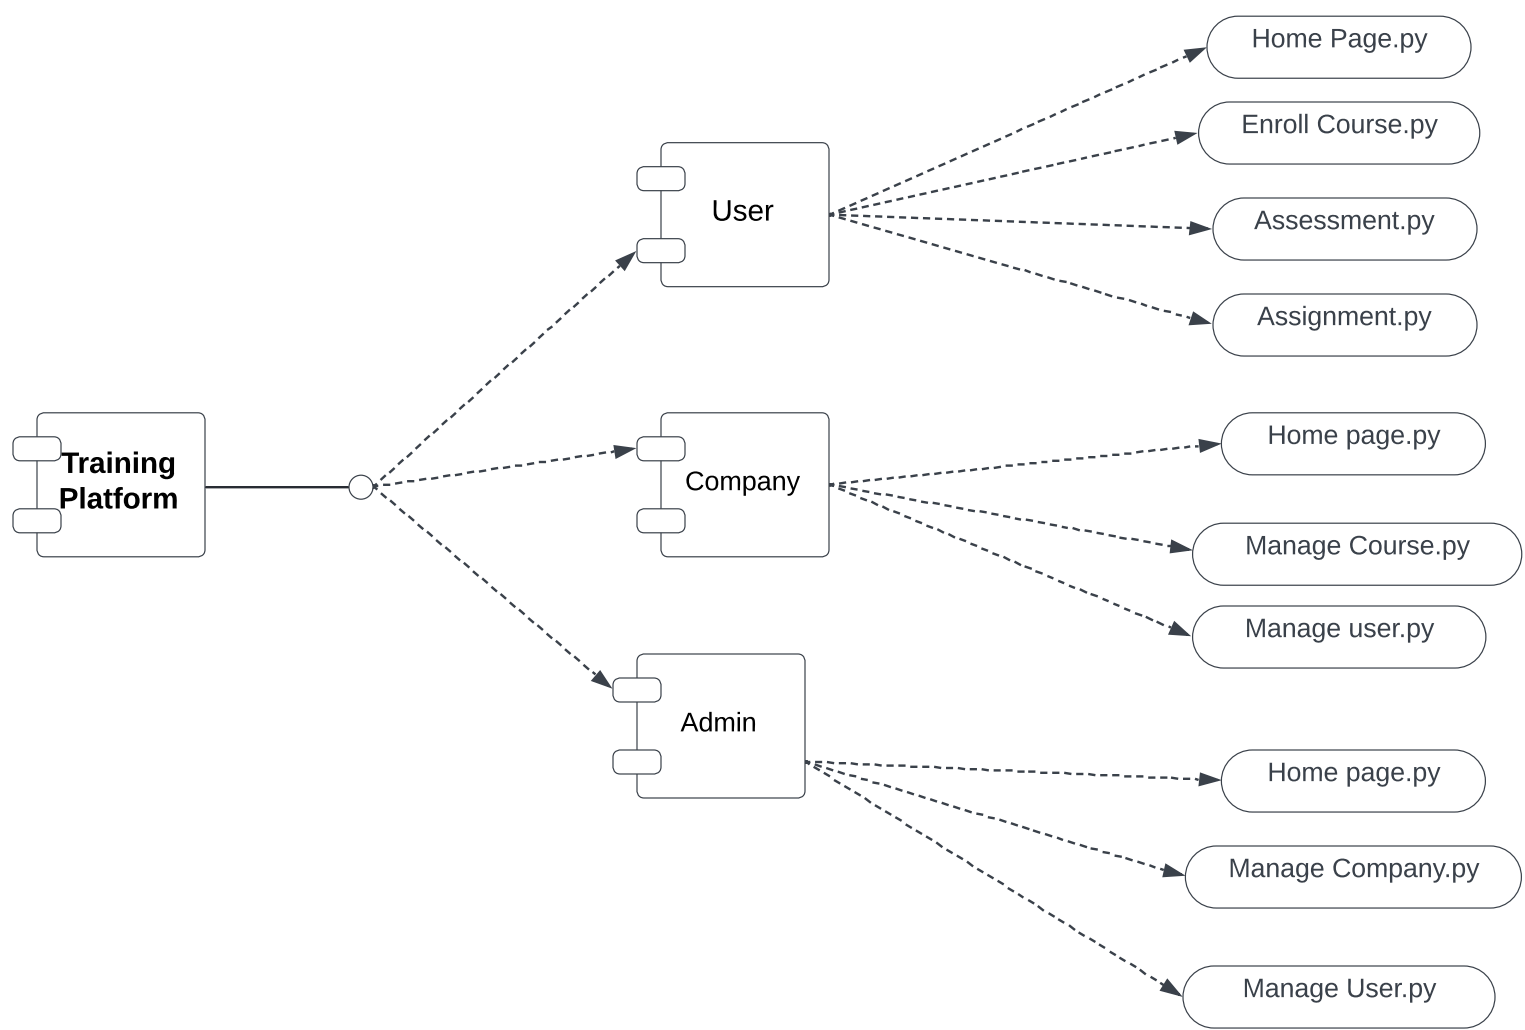 Training
Platform
User
Home Page.py
Enroll Course.py
Assessment.py
Assignment.py
Company
Home page.py
Manage Course.py
Manage user.py
Admin
Home page.py
Manage Company.py
Manage User.py